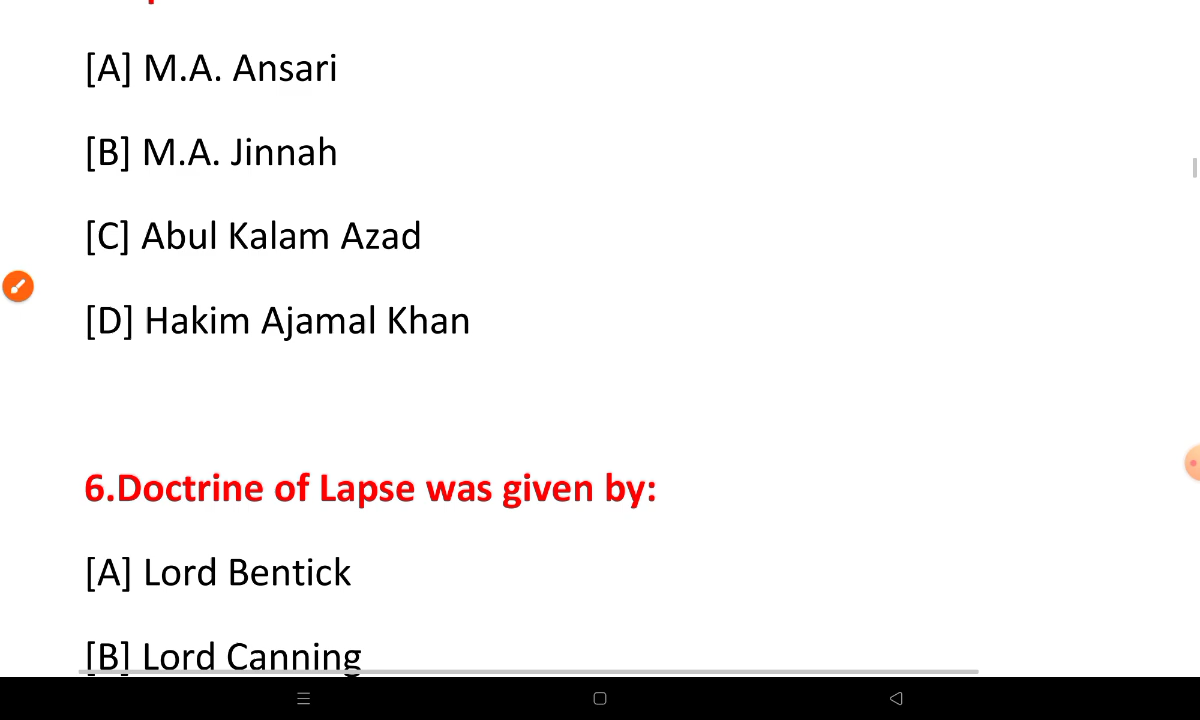 [A] M.A. Ansari
[B] M.A. Jinnah
[C] Abul Kalam Azad
[D] Hakim Ajamal Khan
6.Doctrine of Lapse was given by:
[A] Lord Bentick
[B] Lord Canning